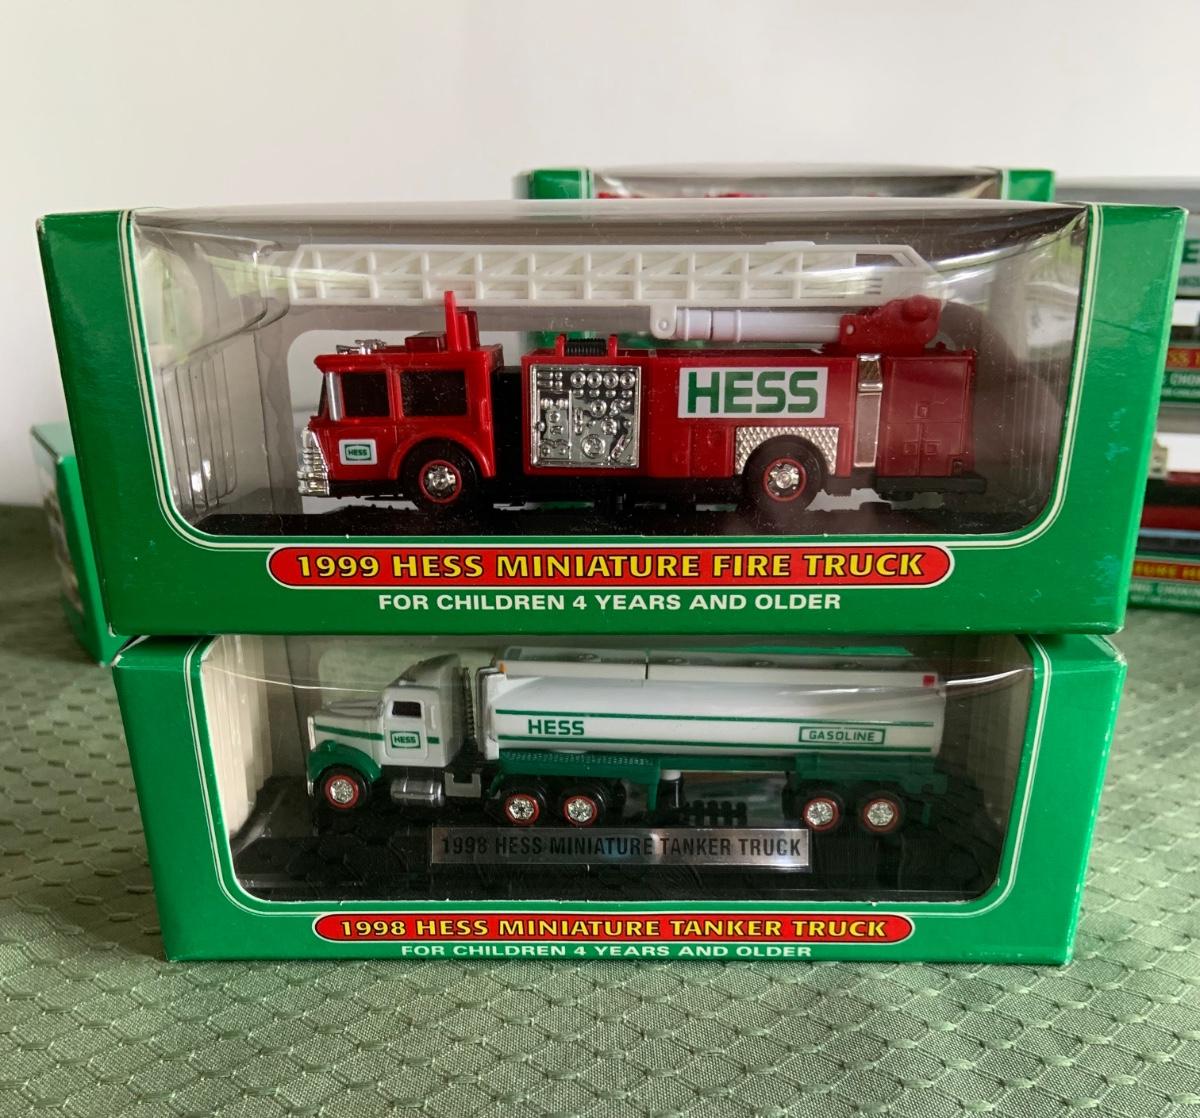 HESS
HESS
1999 HESS MINIATURE FIRE TRUCK
FOR CHILDREN 4 YEARS AND OLDER
HESS
HESS
GASOLINE
1998 HESS MINIATURE TANKER TRUCK
1998 HESS MINIATURE TANKER TRUCK
FOR CHILDREN 4 YEARS AND OLDER